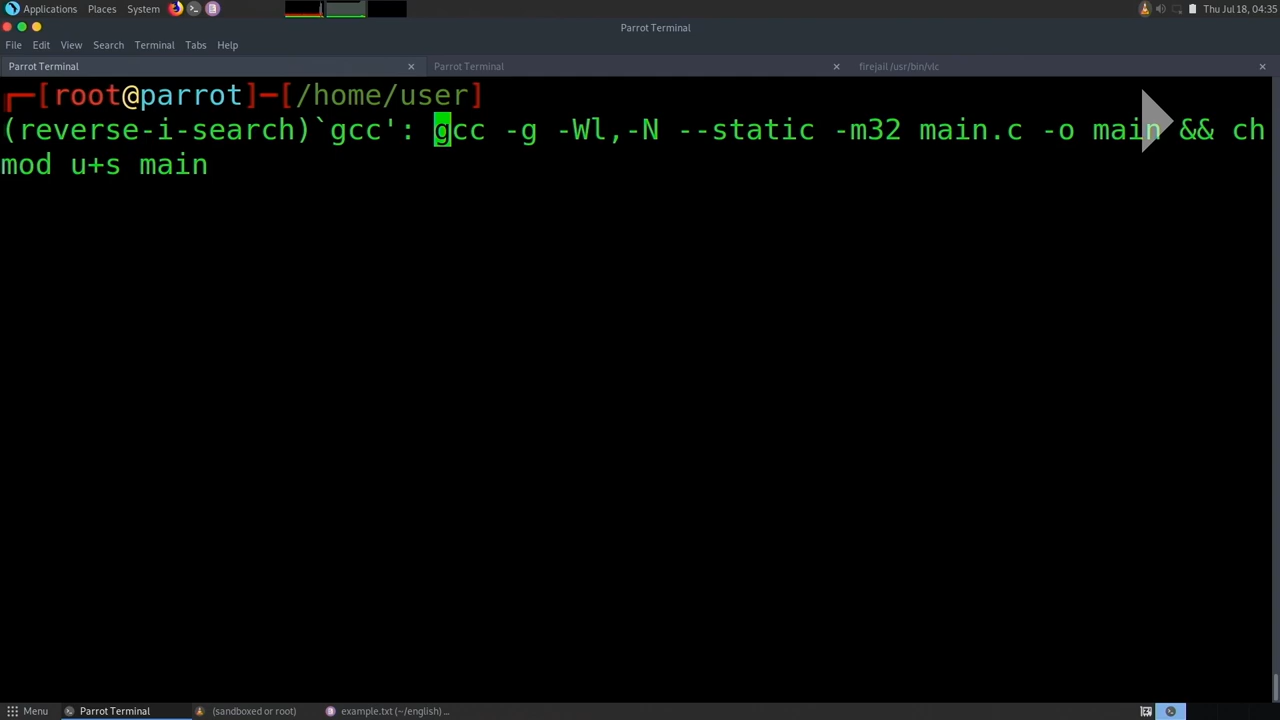 Applications Places System Thu Jul 18, 04:35
Parrot Terminal
File Edit View Search Terminal Tabs Help
Parrot Terminal × Parrot Terminal × firejail /usr/bin/vlc ×
┌─[root@parrot]─[/home/user]
(reverse-i-search)`gcc': gcc -g -Wl,-N --static -m32 main.c -o main && ch
mod u+s main
Menu Parrot Terminal (sandboxed or root) example.txt (~/english) ...